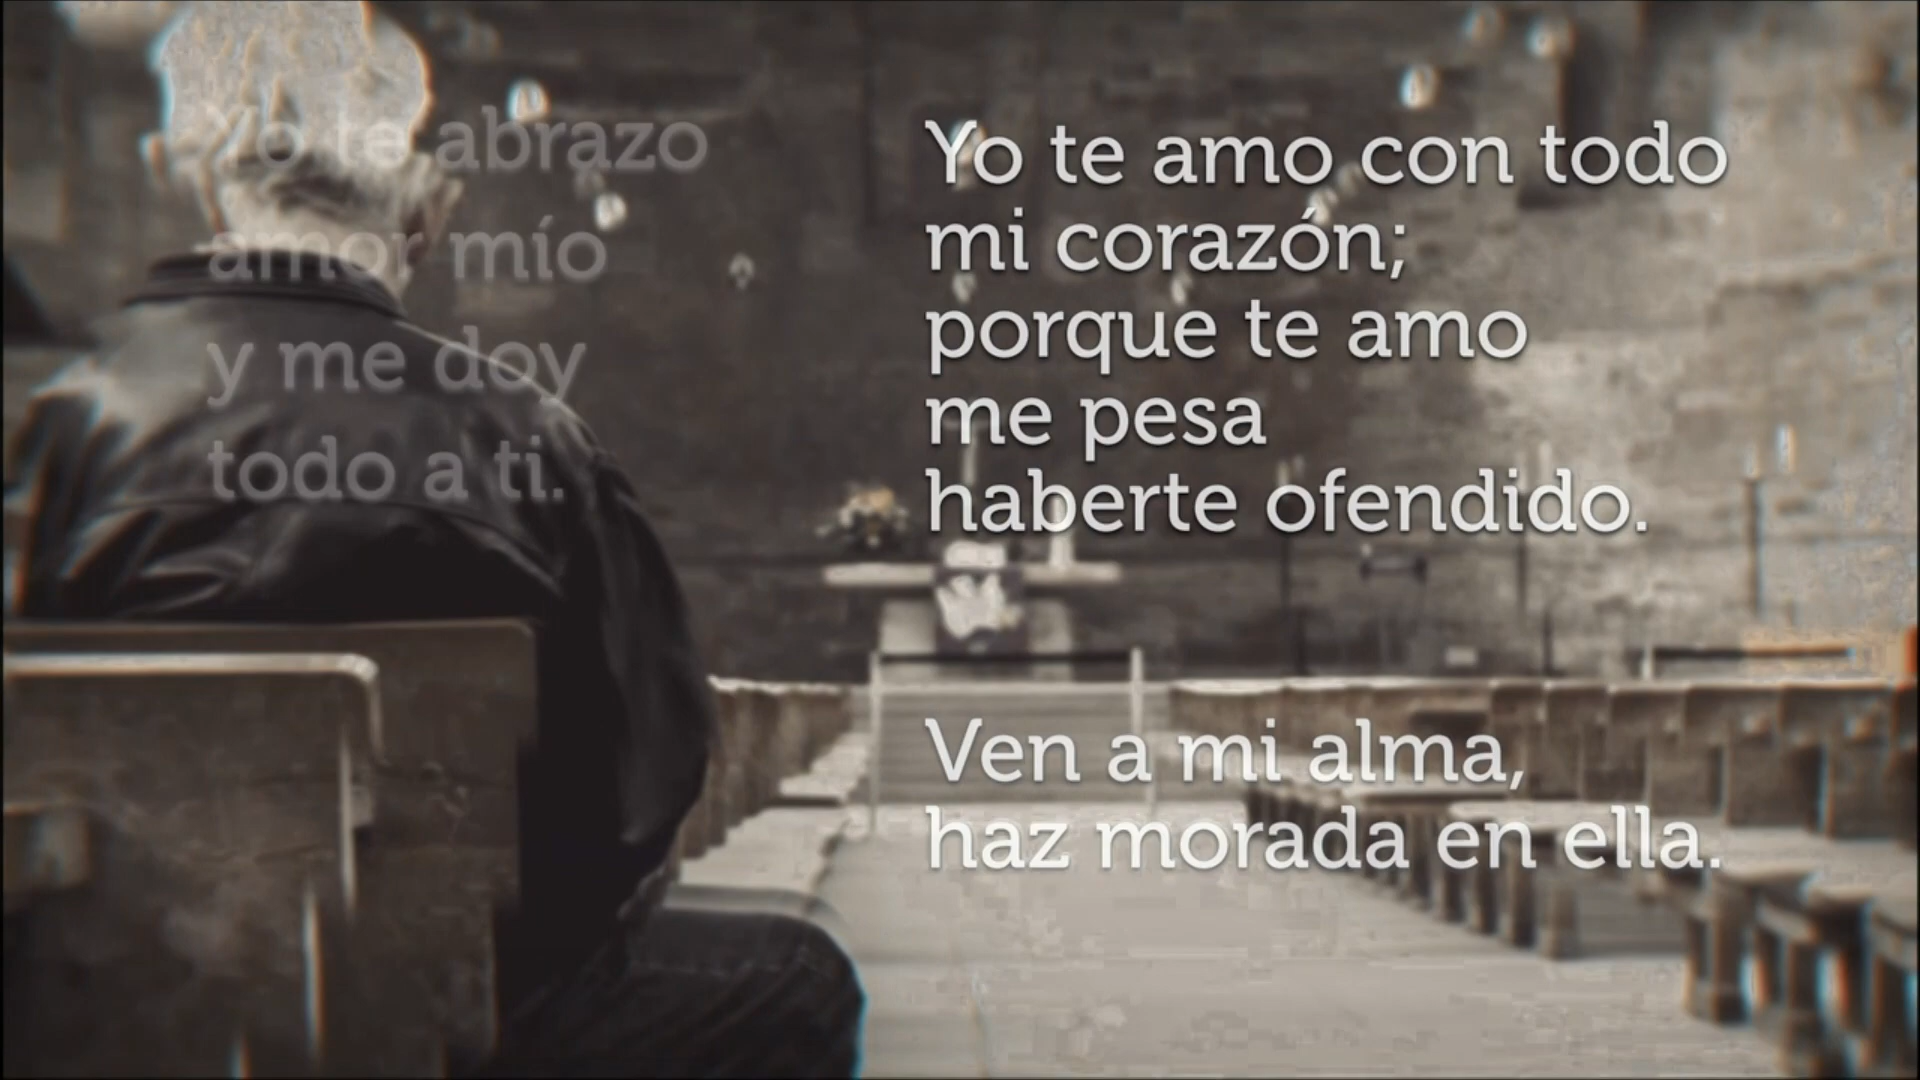 Yo te abrazo
amor mío
y me doy
todo a ti.
Yo te amo con todo
mi corazón;
porque te amo
me pesa
haberte ofendido.
Ven a mi alma,
haz morada en ella.